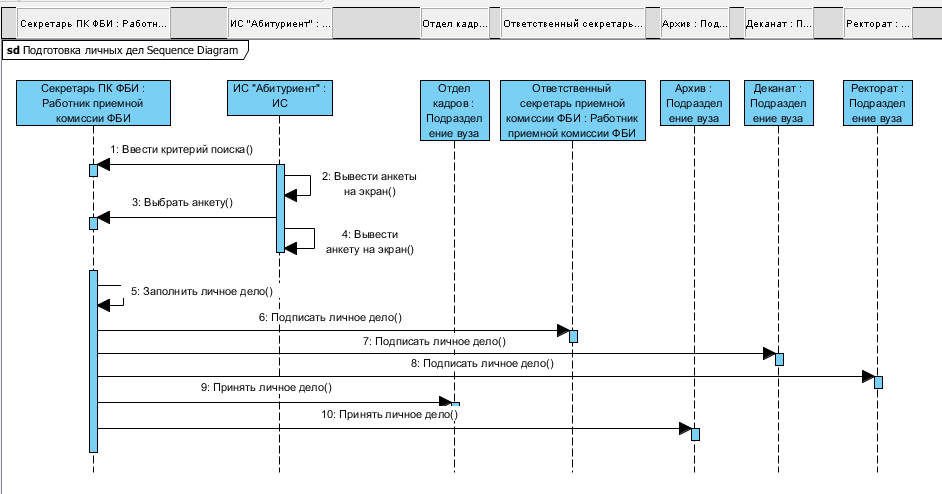 Секретарь ПК ФБИ : Работн...
ИС "Абитуриент" : ...
Отдел кадр...
Ответственный секретарь...
Архив : Под...
Деканат : П...
Ректорат : ...
sd Подготовка личных дел Sequence Diagram
Секретарь ПК ФБИ :
Работник приемной
комиссии ФБИ
ИС "Абитуриент" :
ИС
Отдел
кадров :
Подраздел
ение вуза
Ответственный
секретарь приемной
комиссии ФБИ : Работник
приемной комиссии ФБИ
Архив :
Подраздел
ение вуза
Деканат :
Подраздел
ение вуза
Ректорат :
Подраздел
ение вуза
1: Ввести критерий поиска()
2: Вывести анкеты
на экран()
3: Выбрать анкету()
4: Вывести
анкету на экран()
5: Заполнить личное дело()
6: Подписать личное дело()
7: Подписать личное дело()
8: Подписать личное дело()
9: Принять личное дело()
10: Принять личное дело()